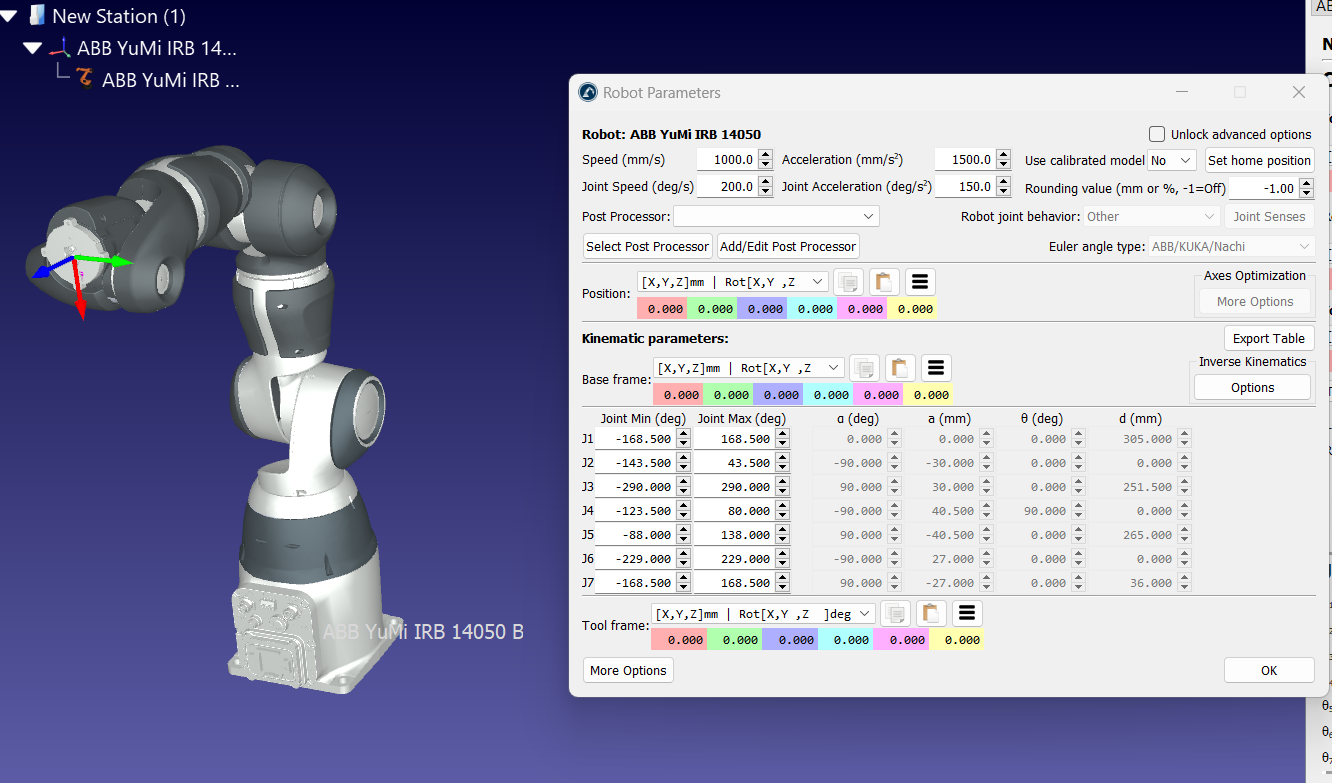 New Station (1)
ABB YuMi IRB 14...
ABB YuMi IRB ...
ABB YuMi IRB 14050 B
Robot Parameters
Robot: ABB YuMi IRB 14050
Unlock advanced options
Speed (mm/s) 1000.0 Acceleration (mm/s²) 1500.0 Use calibrated model No Set home position
Joint Speed (deg/s) 200.0 Joint Acceleration (deg/s²) 150.0 Rounding value (mm or %, -1=Off) -1.00
Post Processor: Robot joint behavior: Other Joint Senses
Select Post Processor Add/Edit Post Processor Euler angle type: ABB/KUKA/Nachi
Axes Optimization
Position: [X,Y,Z]mm | Rot[X,Y ,Z
More Options
0.000 0.000 0.000 0.000 0.000 0.000
Kinematic parameters: Export Table
Inverse Kinematics
Base frame: [X,Y,Z]mm | Rot[X,Y ,Z
Options
0.000 0.000 0.000 0.000 0.000 0.000
Joint Min (deg) Joint Max (deg) α (deg) a (mm) θ (deg) d (mm)
J1 -168.500 168.500 0.000 0.000 0.000 305.000
J2 -143.500 43.500 -90.000 -30.000 0.000 0.000
J3 -290.000 290.000 90.000 30.000 0.000 251.500
J4 -123.500 80.000 -90.000 40.500 90.000 0.000
J5 -88.000 138.000 90.000 -40.500 0.000 265.000
J6 -229.000 229.000 -90.000 27.000 0.000 0.000
J7 -168.500 168.500 90.000 -27.000 0.000 36.000
Tool frame: [X,Y,Z]mm | Rot[X,Y ,Z ]deg
0.000 0.000 0.000 0.000 0.000 0.000
More Options OK